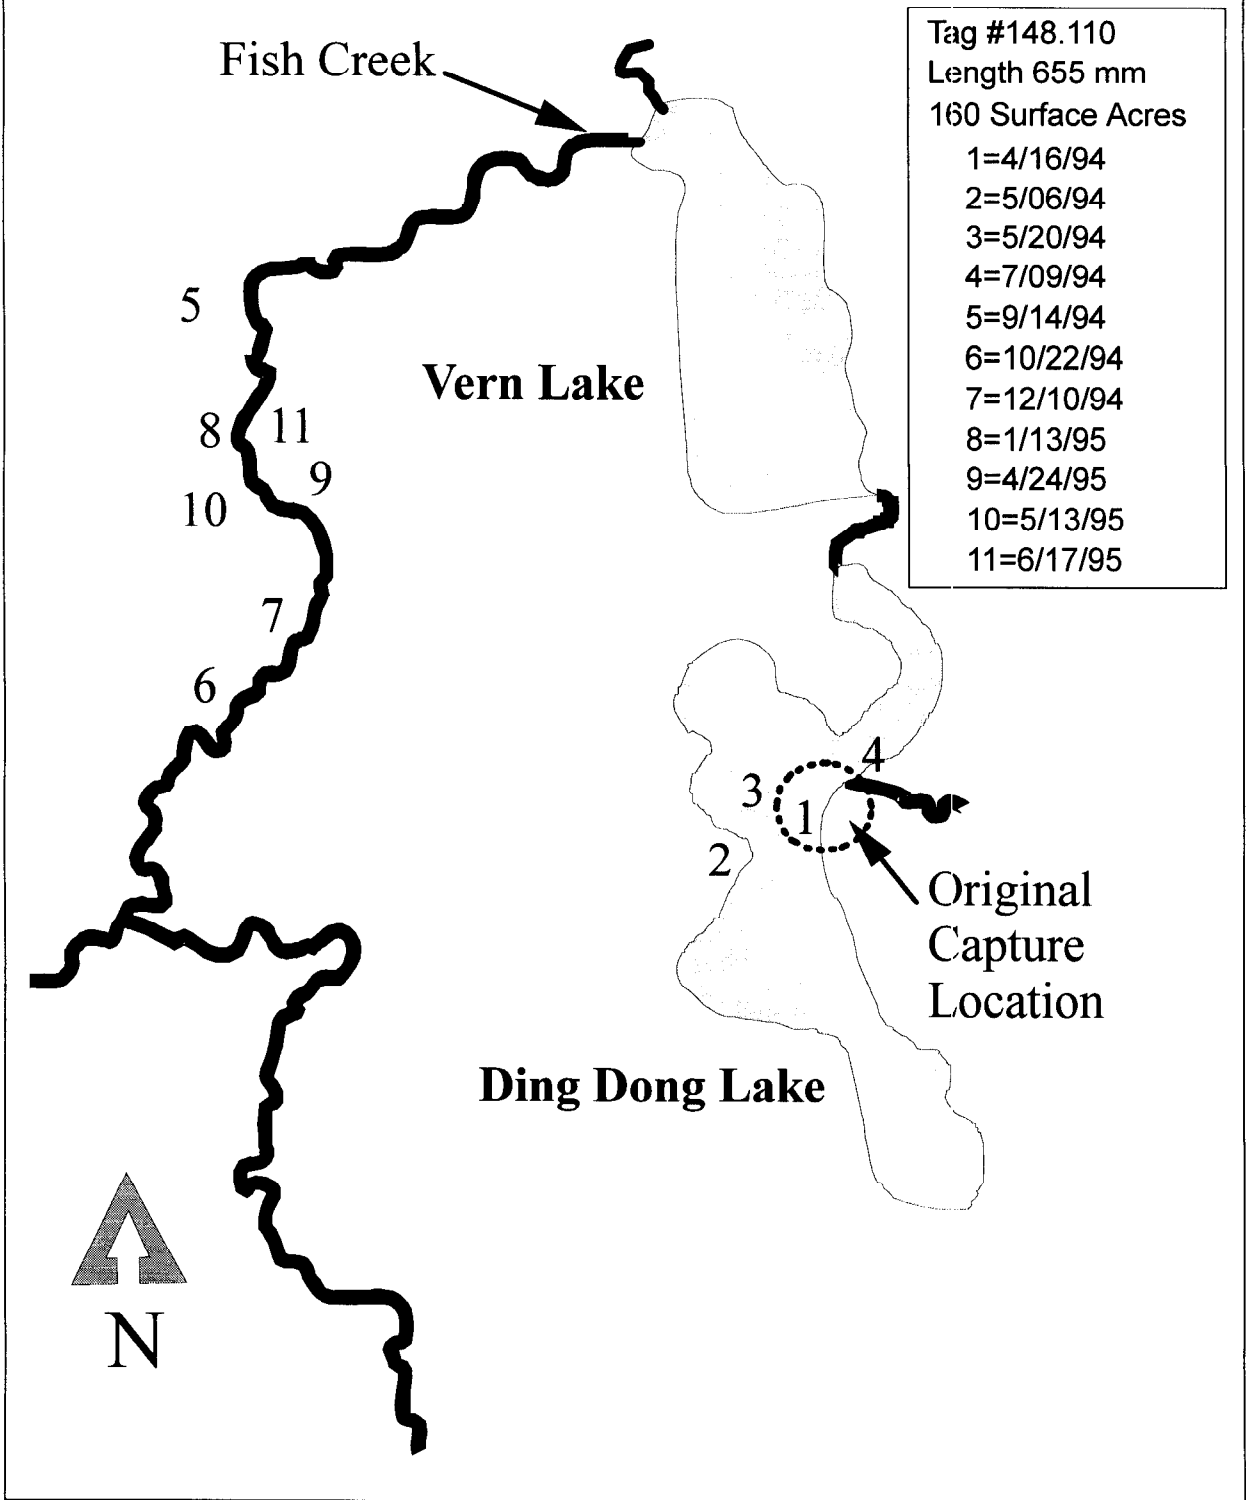 Fish Creek
Tag #148.110
Length 655 mm
160 Surface Acres
1=4/16/94
2=5/06/94
3=5/20/94
4=7/09/94
5=9/14/94
6=10/22/94
7=12/10/94
8=1/13/95
9=4/24/95
10=5/13/95
11=6/17/95
5
Vern Lake
8 11
9
10
7
6
4
3
1
2
Original
Capture
Location
Ding Dong Lake
N